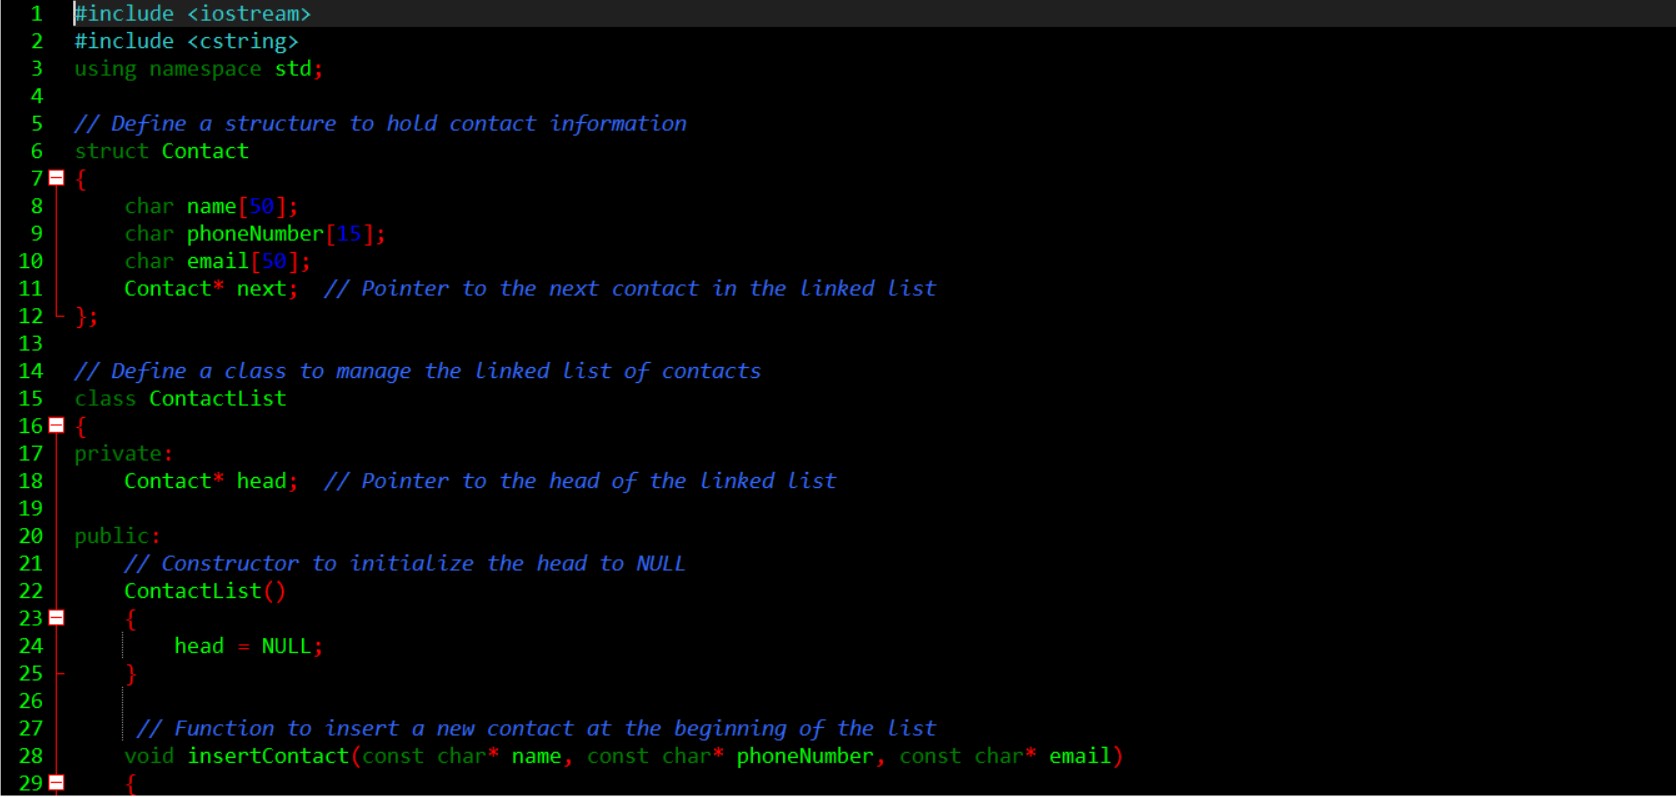 1 #include <iostream>
2 #include <cstring>
3 using namespace std;
4
5 // Define a structure to hold contact information
6 struct Contact
7 {
8     char name[50];
9     char phoneNumber[15];
10     char email[50];
11     Contact* next;  // Pointer to the next contact in the linked list
12 };
13
14 // Define a class to manage the linked list of contacts
15 class ContactList
16 {
17 private:
18     Contact* head;  // Pointer to the head of the linked list
19
20 public:
21     // Constructor to initialize the head to NULL
22     ContactList()
23     {
24         head = NULL;
25     }
26
27      // Function to insert a new contact at the beginning of the list
28     void insertContact(const char* name, const char* phoneNumber, const char* email)
29     {